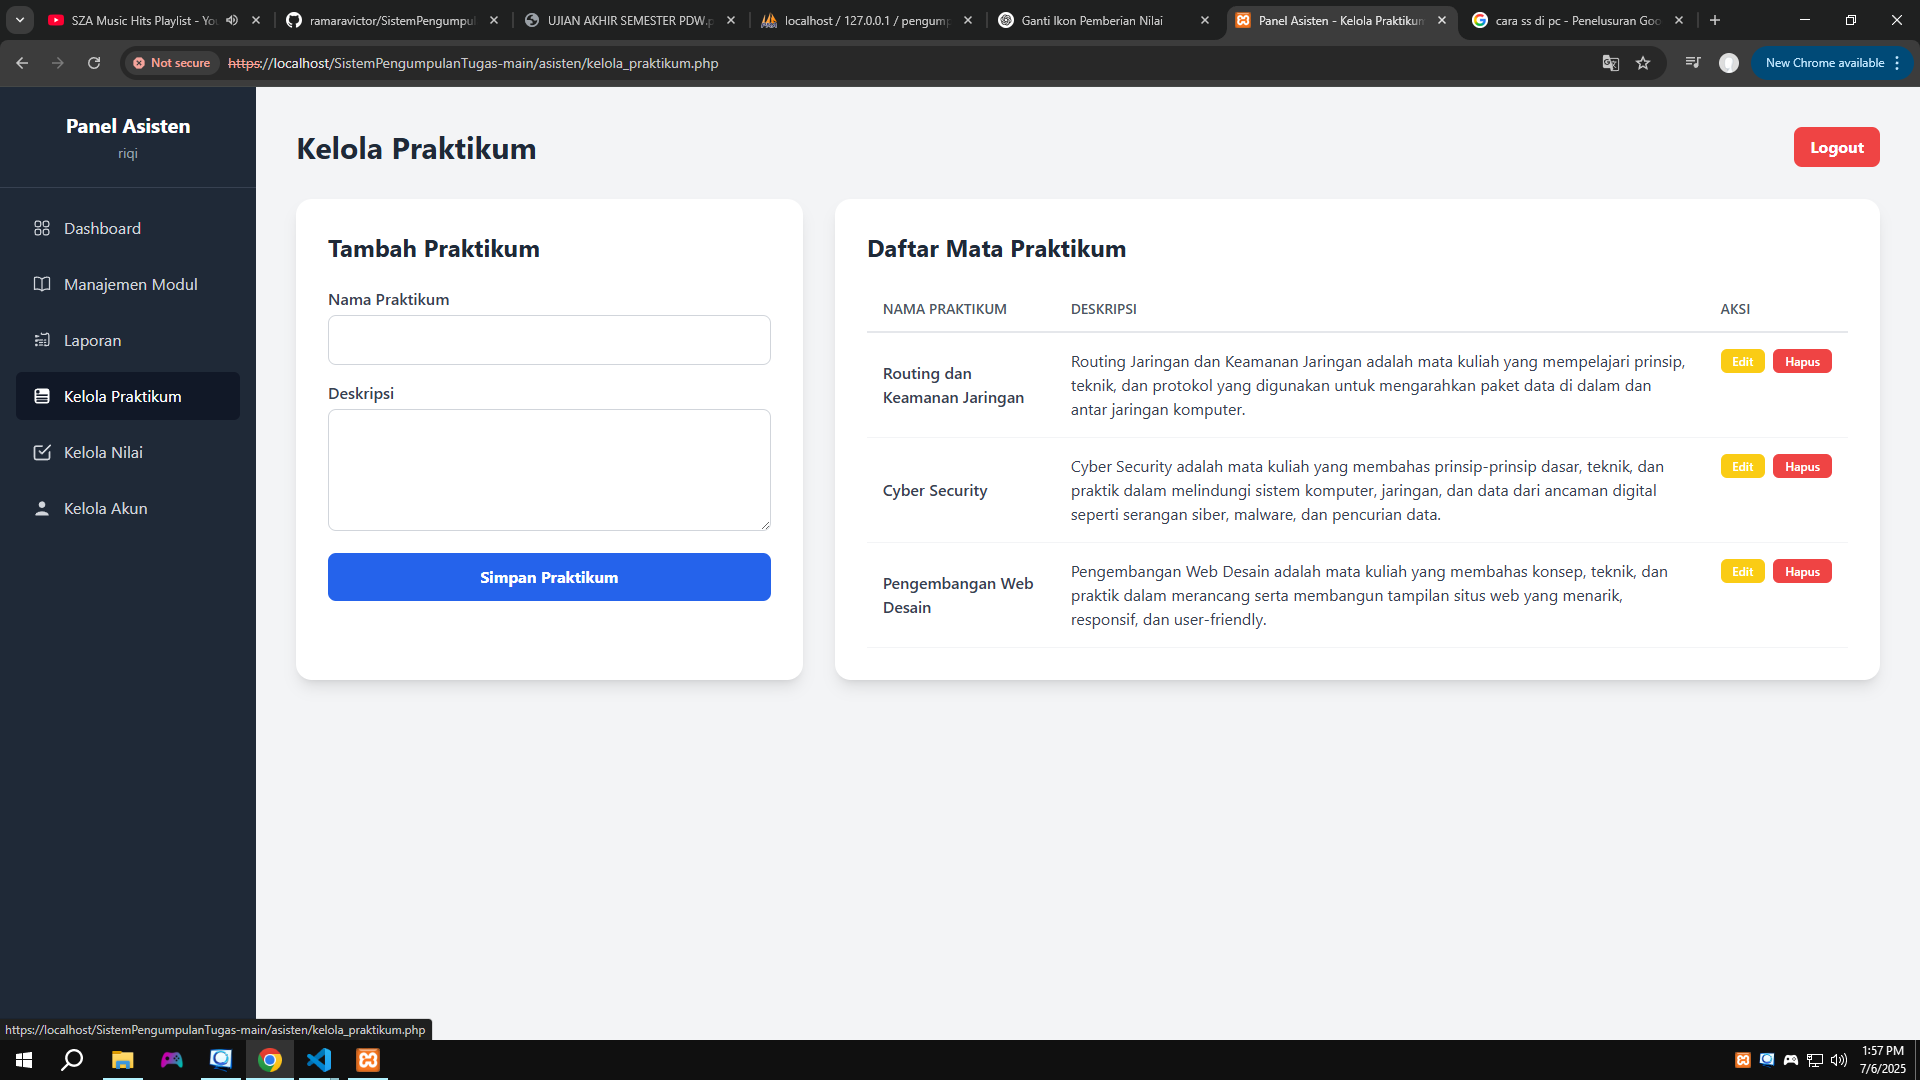 SZA Music Hits Playlist - You
ramaravictor/SistemPengumpul
UJIAN AKHIR SEMESTER PDW.p
localhost / 127.0.0.1 / pengump
Ganti Ikon Pemberian Nilai
Panel Asisten - Kelola Praktikum
cara ss di pc - Penelusuran Goo
Not secure
https://localhost/SistemPengumpulanTugas-main/asisten/kelola_praktikum.php
New Chrome available
Panel Asisten
riqi
Dashboard
Manajemen Modul
Laporan
Kelola Praktikum
Kelola Nilai
Kelola Akun
Kelola Praktikum
Logout
Tambah Praktikum
Nama Praktikum
Deskripsi
Simpan Praktikum
Daftar Mata Praktikum
NAMA PRAKTIKUM DESKRIPSI AKSI
Routing dan
Keamanan Jaringan
Routing Jaringan dan Keamanan Jaringan adalah mata kuliah yang mempelajari prinsip,
teknik, dan protokol yang digunakan untuk mengarahkan paket data di dalam dan
antar jaringan komputer.
Edit Hapus
Cyber Security
Cyber Security adalah mata kuliah yang membahas prinsip-prinsip dasar, teknik, dan
praktik dalam melindungi sistem komputer, jaringan, dan data dari ancaman digital
seperti serangan siber, malware, dan pencurian data.
Edit Hapus
Pengembangan Web
Desain
Pengembangan Web Desain adalah mata kuliah yang membahas konsep, teknik, dan
praktik dalam merancang serta membangun tampilan situs web yang menarik,
responsif, dan user-friendly.
Edit Hapus
https://localhost/SistemPengumpulanTugas-main/asisten/kelola_praktikum.php
1:57 PM
7/6/2025